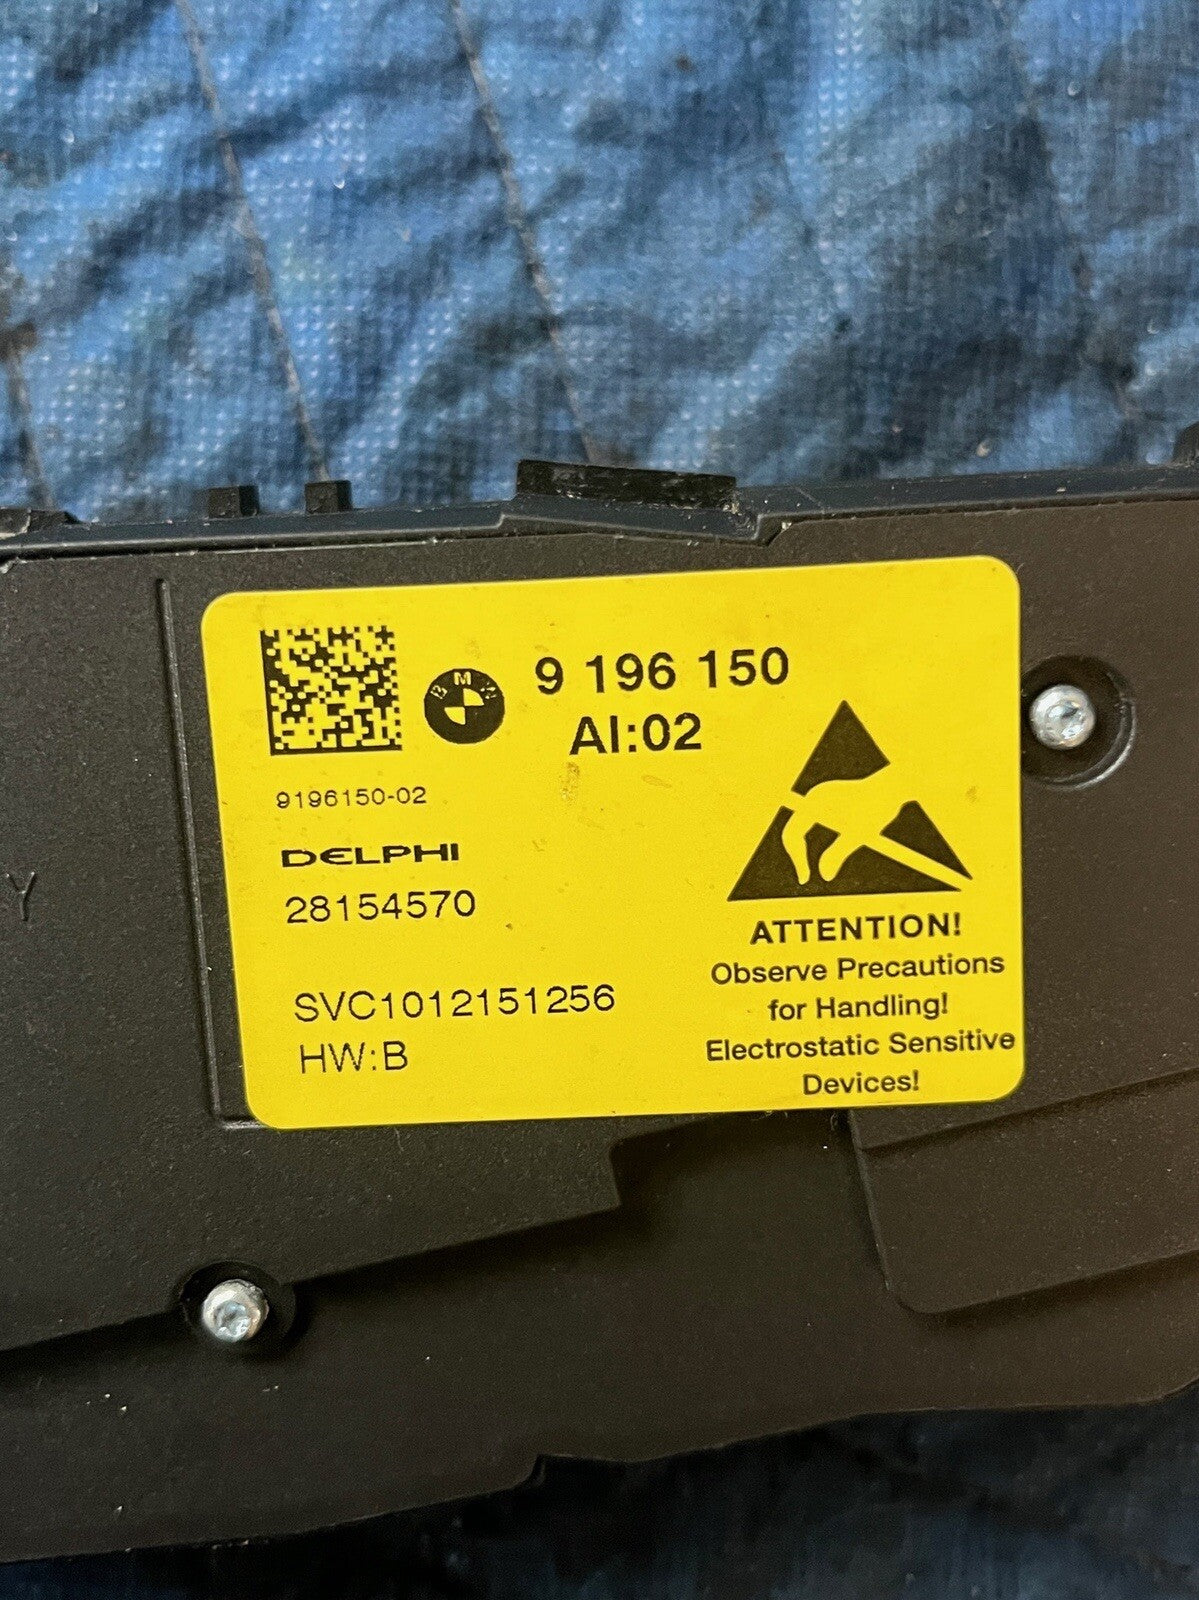 BMW
9 196 150
AI:02
9196150-02
DELPHI
28154570
SVC1012151256
HW:B
ATTENTION!
Observe Precautions
for Handling!
Electrostatic Sensitive
Devices!
Y